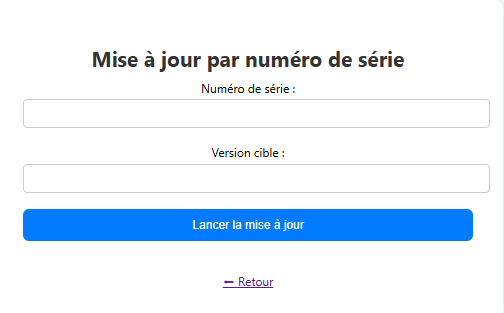 Mise à jour par numéro de série
Numéro de série :
Version cible :
Lancer la mise à jour
← Retour